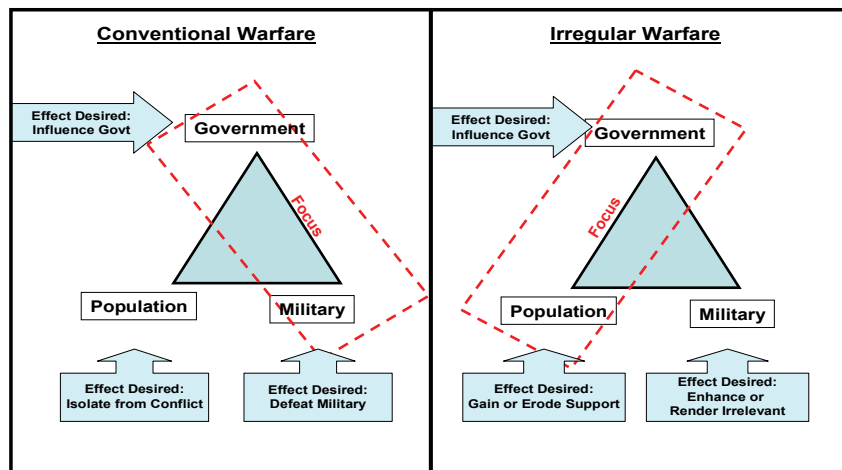 Conventional Warfare
Effect Desired:
Influence Govt
Government
Focus
Population
Military
Effect Desired:
Isolate from Conflict
Effect Desired:
Defeat Military
Irregular Warfare
Effect Desired:
Influence Govt
Government
Focus
Population
Military
Effect Desired:
Gain or Erode Support
Effect Desired:
Enhance or
Render Irrelevant